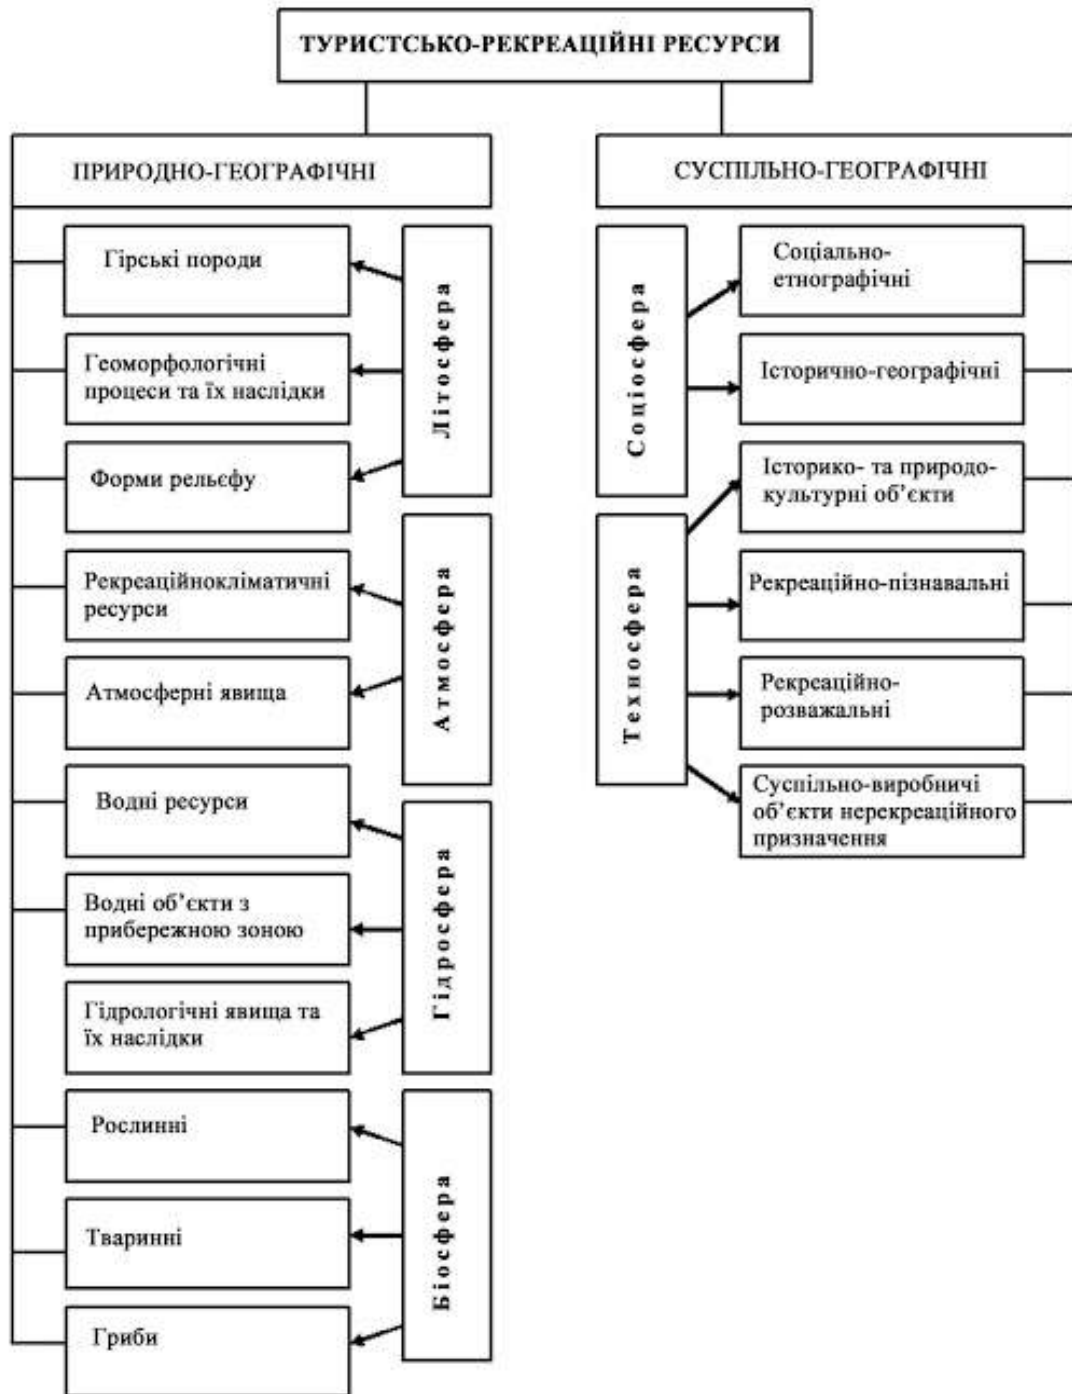 ТУРИСТСЬКО-РЕКРЕАЦІЙНІ РЕСУРСИ
ПРИРОДНО-ГЕОГРАФІЧНІ
Гірські породи
Геоморфологічні
процеси та їх наслідки
Форми рельєфу
Літосфера
Рекреаційнокліматичні
ресурси
Атмосферні явища
Атмосфера
Водні ресурси
Водні об’єкти з
прибережною зоною
Гідрологічні явища та
їх наслідки
Гідросфера
Рослинні
Тваринні
Гриби
Біосфера
СУСПІЛЬНО-ГЕОГРАФІЧНІ
Соціосфера
Соціально-
етнографічні
Історично-географічні
Техносфера
Історико- та природо-
культурні об’єкти
Рекреаційно-пізнавальні
Рекреаційно-
розважальні
Суспільно-виробничі
об’єкти нерекреаційного
призначення